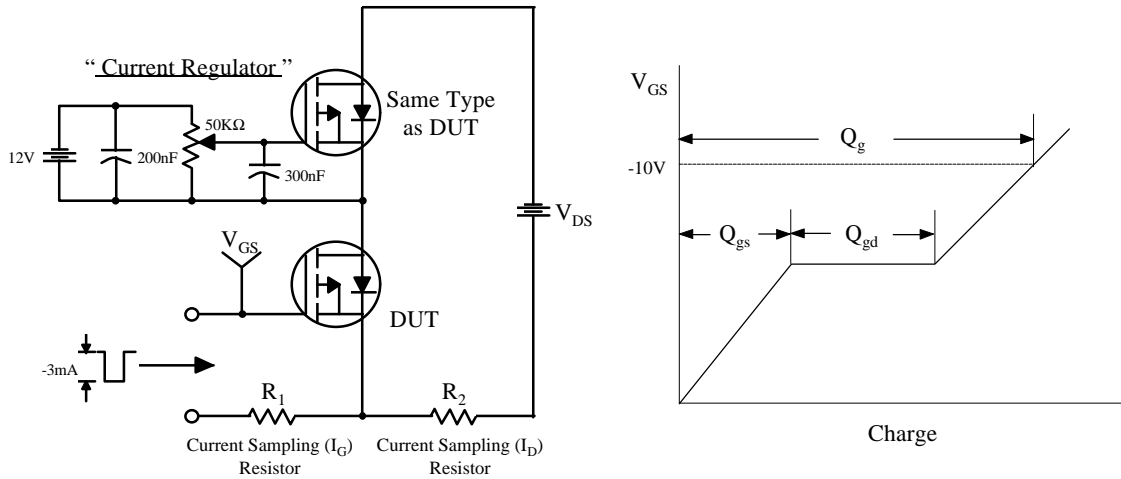 “ Current Regulator ”
12V
200nF
50KΩ
300nF
Same Type
as DUT
V_DS
V_GS
DUT
-3mA
R_1
R_2
Current Sampling (I_G)
Resistor
Current Sampling (I_D)
Resistor
V_GS
Q_g
-10V
Q_gs
Q_gd
Charge